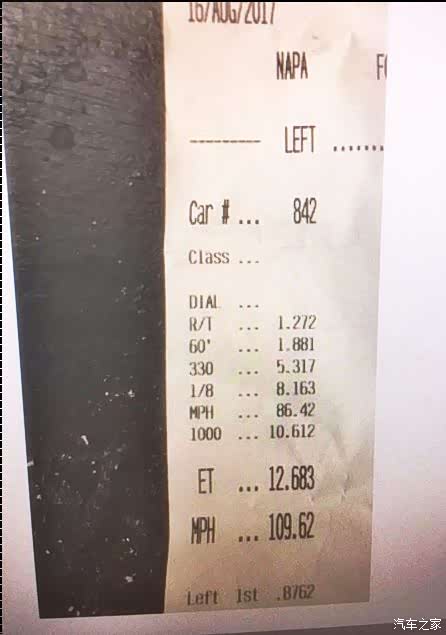 16/AUG/2017
NAPA F
--------- LEFT .......
Car # ... 842
Class ...
DIAL ...
R/T ... 1.272
60' ... 1.881
330 ... 5.317
1/8 ... 8.163
MPH ... 86.42
1000 ... 10.612
ET ... 12.683
MPH ... 109.62
Left 1st .8762
汽车之家